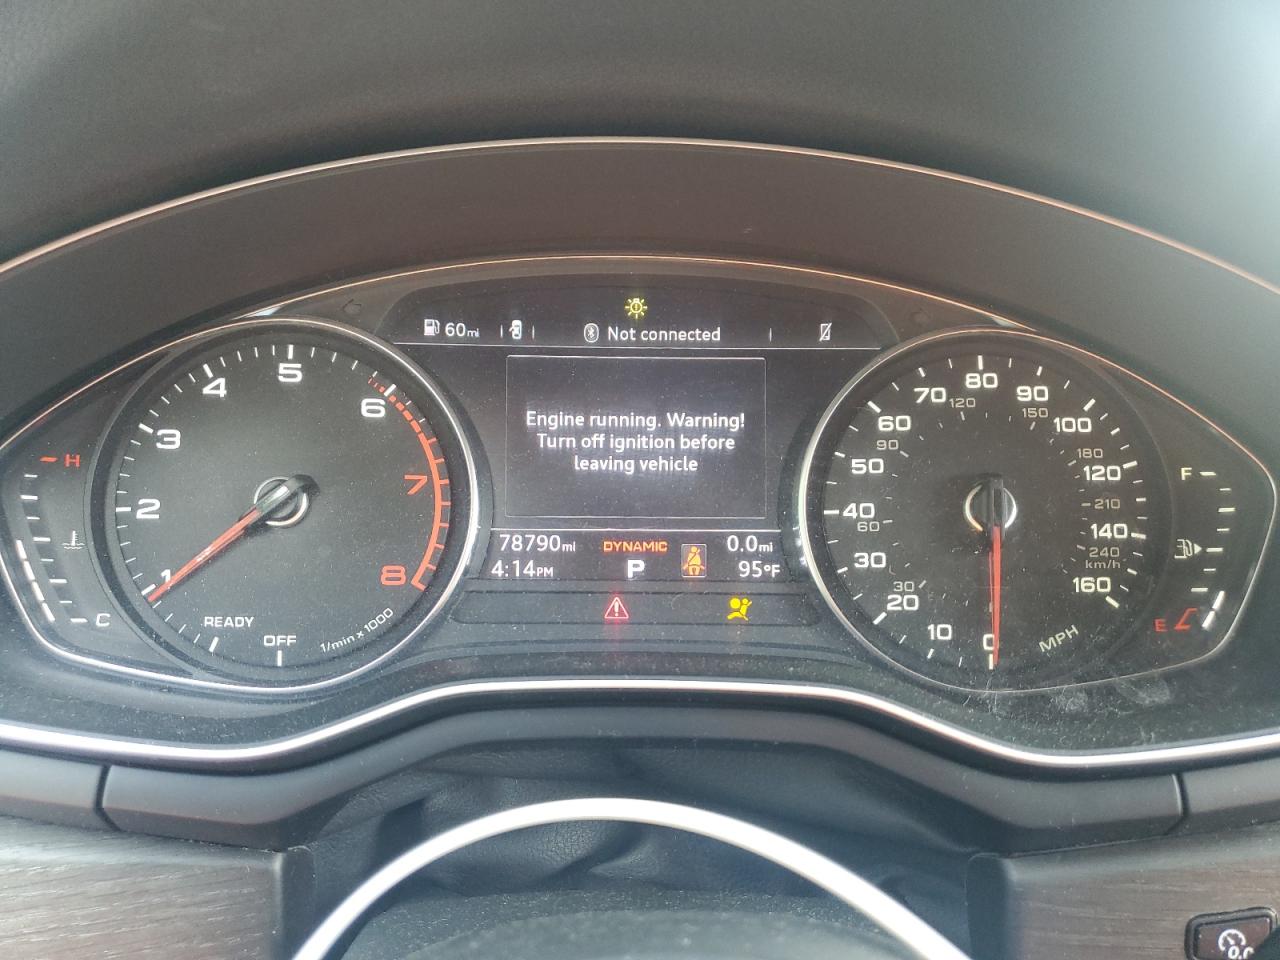 60mi
Not connected
Engine running. Warning!
Turn off ignition before
leaving vehicle
78790mi
DYNAMIC
0.0mi
4:14PM
P
95°F
H
C
1
2
3
4
5
6
7
8
READY
OFF
1/min x 1000
0
10
20
30
40
50
60
70
80
90
100
120
140
160
MPH
30
60
90
120
150
180
210
240
km/h
F
E